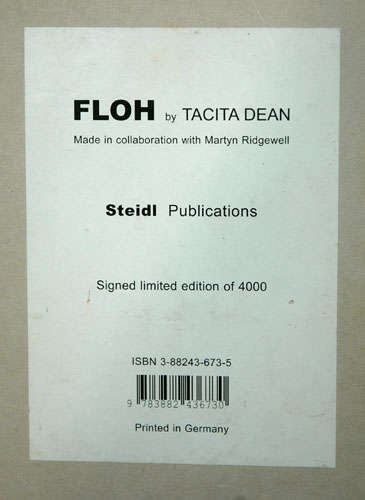 FLOH by TACITA DEAN
Made in collaboration with Martyn Ridgewell
Steidl Publications
Signed limited edition of 4000
ISBN 3-88243-673-5
9 783882 436730
Printed in Germany